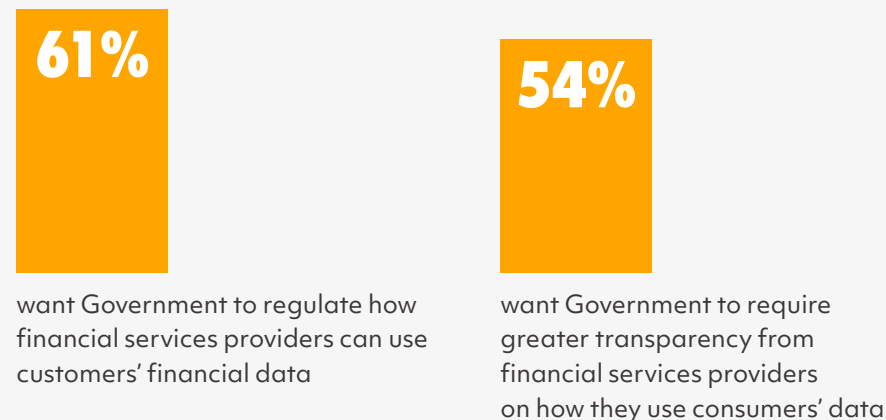 61%
want Government to regulate how
financial services providers can use
customers’ financial data
54%
want Government to require
greater transparency from
financial services providers
on how they use consumers’ data